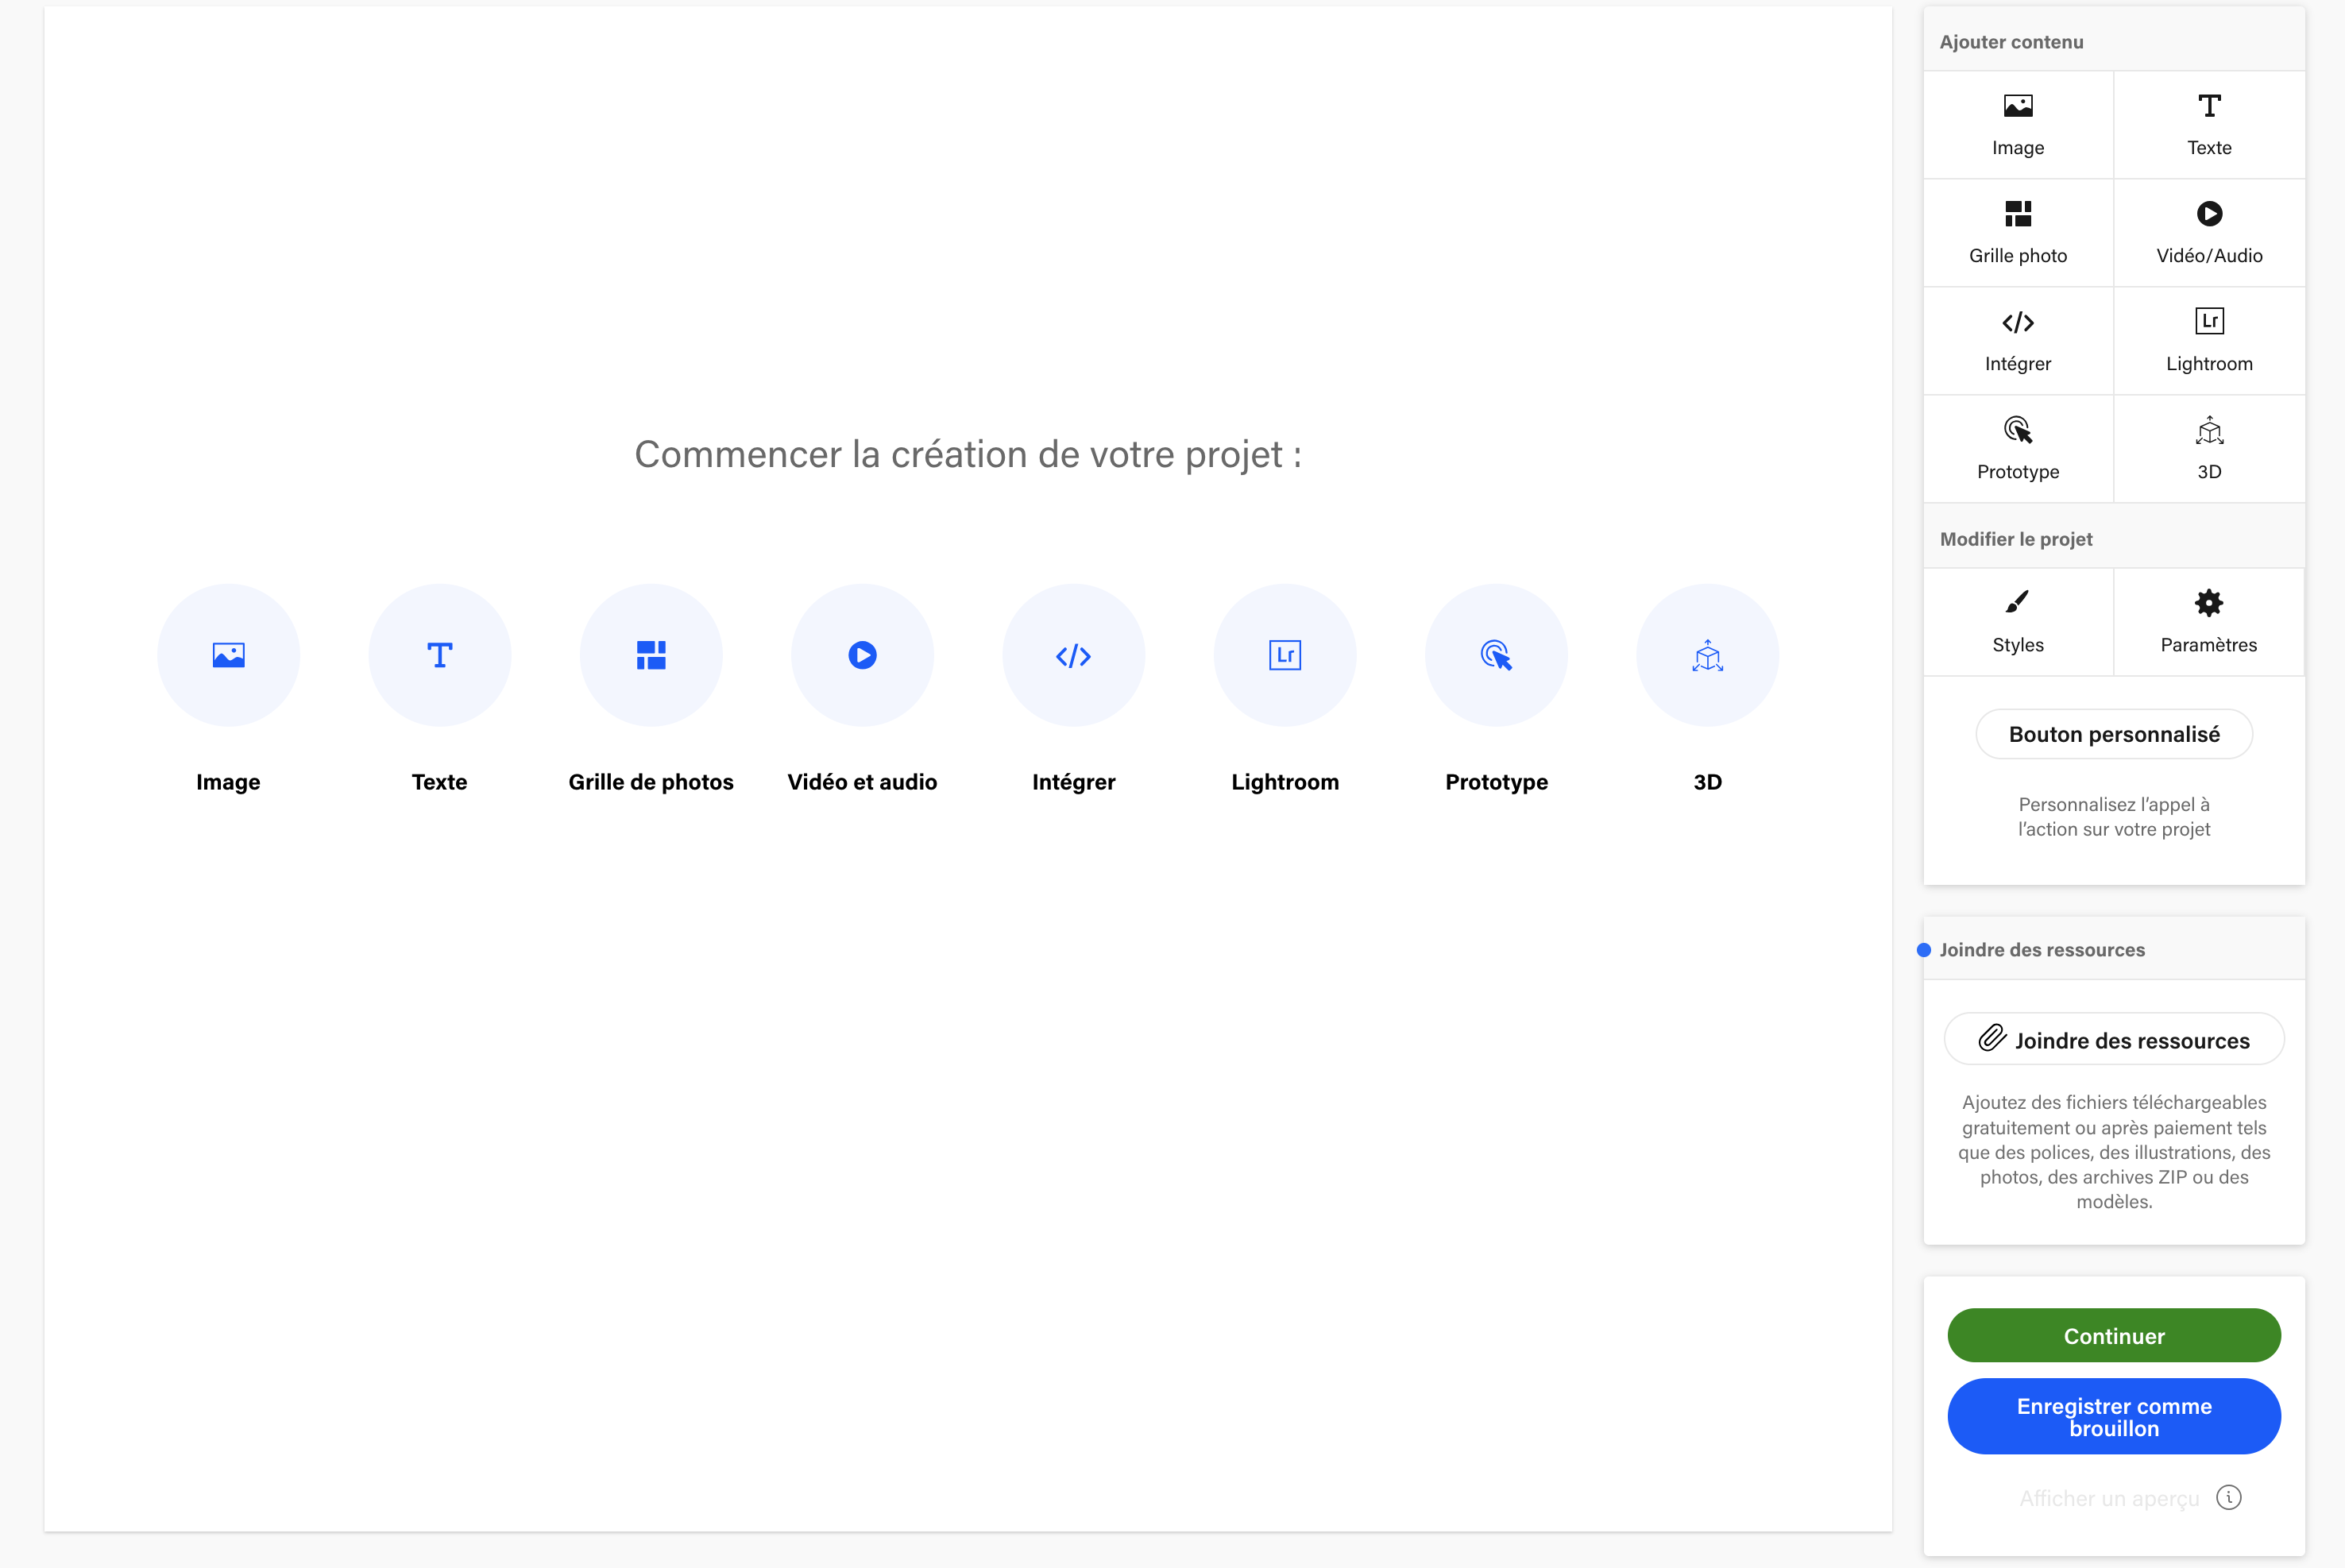 Commencer la création de votre projet :
Image
Texte
Grille de photos
Vidéo et audio
Intégrer
Lr
Lightroom
Prototype
3D
Ajouter contenu
Image
Texte
Grille photo
Vidéo/Audio
Intégrer
Lr
Lightroom
Prototype
3D
Modifier le projet
Styles
Paramètres
Bouton personnalisé
Personnalisez l’appel à
l’action sur votre projet
Joindre des ressources
Joindre des ressources
Ajoutez des fichiers téléchargeables
gratuitement ou après paiement tels
que des polices, des illustrations, des
photos, des archives ZIP ou des
modèles.
Continuer
Enregistrer comme
brouillon
Afficher un aperçu